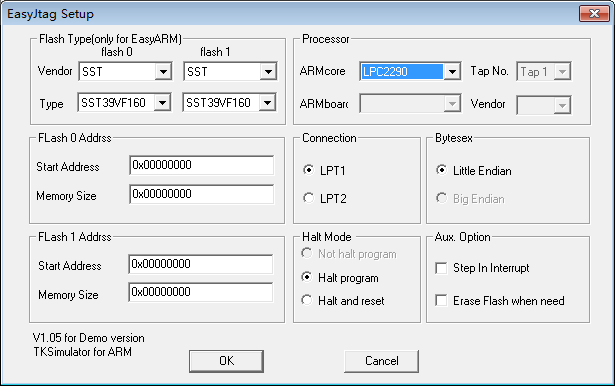 EasyJtag Setup
Flash Type(only for EasyARM)
flash 0 flash 1
Vendor SST SST
Type SST39VF160 SST39VF160
Processor
ARMcore LPC2290 Tap No. Tap 1
ARMboarc Vendor
FLash 0 Addrss
Start Address 0x00000000
Memory Size 0x00000000
Connection
LPT1
LPT2
Bytesex
Little Endian
Big Endian
FLash 1 Addrss
Start Address 0x00000000
Memory Size 0x00000000
Halt Mode
Not halt program
Halt program
Halt and reset
Aux. Option
Step In Interrupt
Erase Flash when need
V1.05 for Demo version
TKSimulator for ARM
OK Cancel